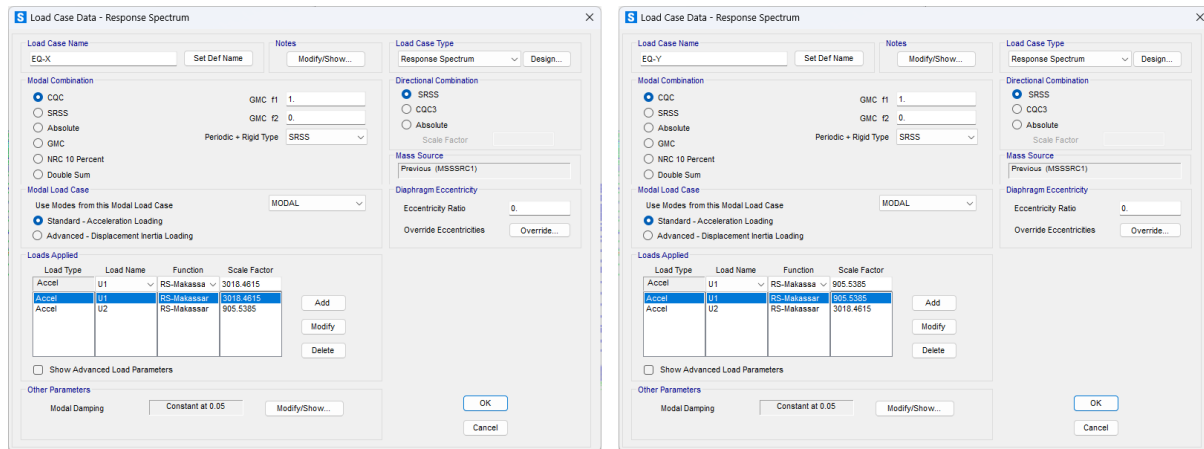 Load Case Data - Response Spectrum
Load Case Name
Notes
Load Case Type
EQ-X
Set Def Name
Modify/Show...
Response Spectrum
Design...
Modal Combination
Directional Combination
CQC
GMC f1
1.
SRSS
SRSS
GMC f2
0.
CQC3
Absolute
Periodic + Rigid Type
SRSS
Absolute
GMC
Scale Factor
NRC 10 Percent
Mass Source
Double Sum
Previous (MSSSRC1)
Modal Load Case
Diaphragm Eccentricity
Use Modes from this Modal Load Case
MODAL
Eccentricity Ratio
0.
Standard - Acceleration Loading
Advanced - Displacement Inertia Loading
Override Eccentricities
Override...
Loads Applied
Load Type Load Name Function Scale Factor
Accel U1 RS-Makassa 3018.4615
Accel U1 RS-Makassar 3018.4615
Accel U2 RS-Makassar 905.5385
Add
Modify
Delete
Show Advanced Load Parameters
Other Parameters
Modal Damping
Constant at 0.05
Modify/Show...
OK
Cancel
Load Case Data - Response Spectrum
Load Case Name
Notes
Load Case Type
EQ-Y
Set Def Name
Modify/Show...
Response Spectrum
Design...
Modal Combination
Directional Combination
CQC
GMC f1
1.
SRSS
SRSS
GMC f2
0.
CQC3
Absolute
Periodic + Rigid Type
SRSS
Absolute
GMC
Scale Factor
NRC 10 Percent
Mass Source
Double Sum
Previous (MSSSRC1)
Modal Load Case
Diaphragm Eccentricity
Use Modes from this Modal Load Case
MODAL
Eccentricity Ratio
0.
Standard - Acceleration Loading
Advanced - Displacement Inertia Loading
Override Eccentricities
Override...
Loads Applied
Load Type Load Name Function Scale Factor
Accel U1 RS-Makassa 905.5385
Accel U1 RS-Makassar 905.5385
Accel U2 RS-Makassar 3018.4615
Add
Modify
Delete
Show Advanced Load Parameters
Other Parameters
Modal Damping
Constant at 0.05
Modify/Show...
OK
Cancel